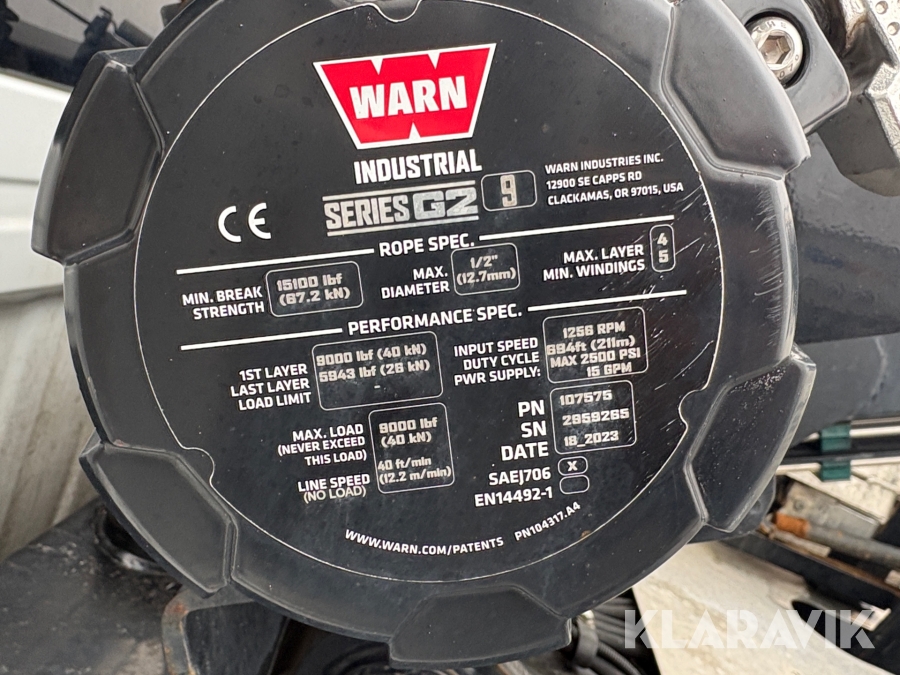 WARN
INDUSTRIAL
SERIES G2 9
WARN INDUSTRIES INC.
12900 SE CAPPS RD
CLACKAMAS, OR 97015, USA
CE
ROPE SPEC.
MIN. BREAK STRENGTH
15100 lbf
(67.2 kN)
MAX. DIAMETER
1/2"
(12.7mm)
MAX. LAYER 4
MIN. WINDINGS 5
PERFORMANCE SPEC.
1ST LAYER 9000 lbf (40 kN)
LAST LAYER 5943 lbf (26 kN)
LOAD LIMIT -
INPUT SPEED 1256 RPM
DUTY CYCLE 694ft (211m)
PWR SUPPLY: MAX 2500 PSI
15 GPM
MAX. LOAD 9000 lbf
(NEVER EXCEED (40 kN)
THIS LOAD)
LINE SPEED 40 ft/min
(NO LOAD) (12.2 m/min)
PN 107575
SN 2859265
DATE 18_2023
SAEJ706 X
EN14492-1
WWW.WARN.COM/PATENTS PN104317.A4
KLARAVIK